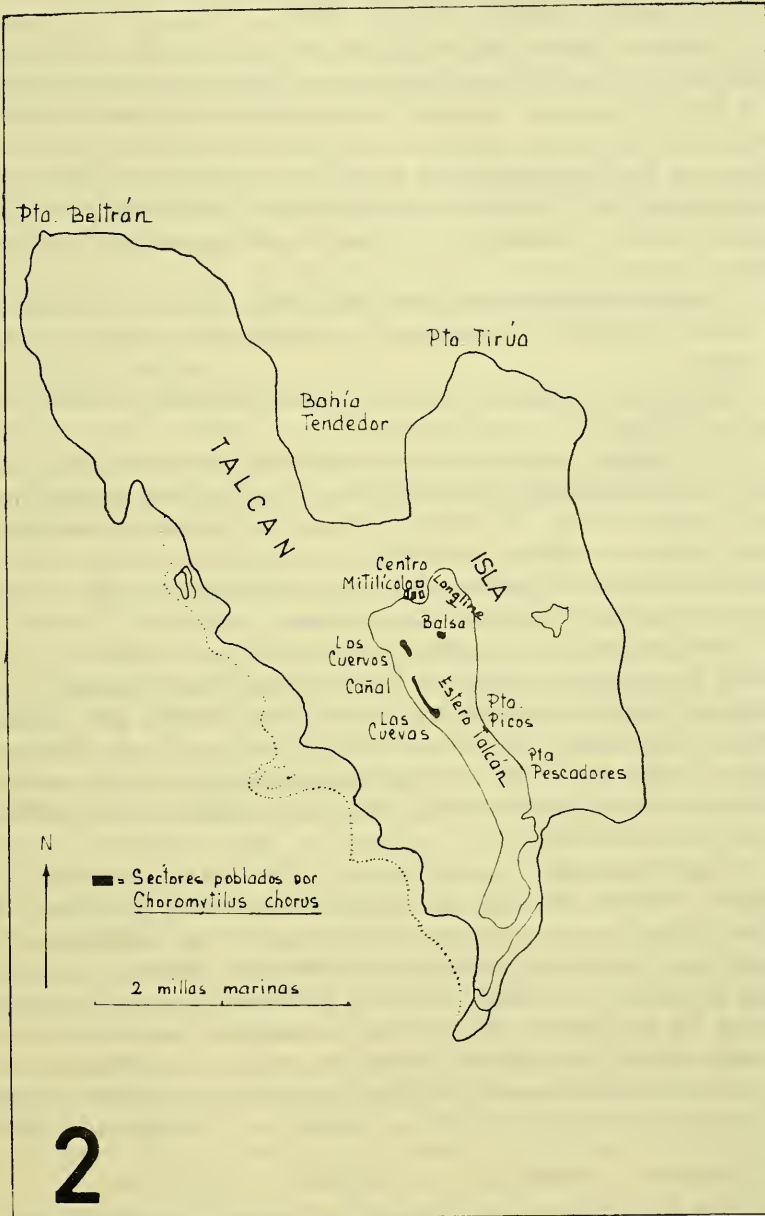 Pta. Beltrán
Pta. Tirúa
Bahía
Tendedor
TALCAN
ISLA
Centro
Mitilícola
Longline
Balsa
Los
Cuervos
Cañal
Las
Cuevas
Estero Talcán
Pta.
Picos
Pta
Pescadores
N
= Sectores poblados por
Choromytilus chorus
2 millas marinas
2